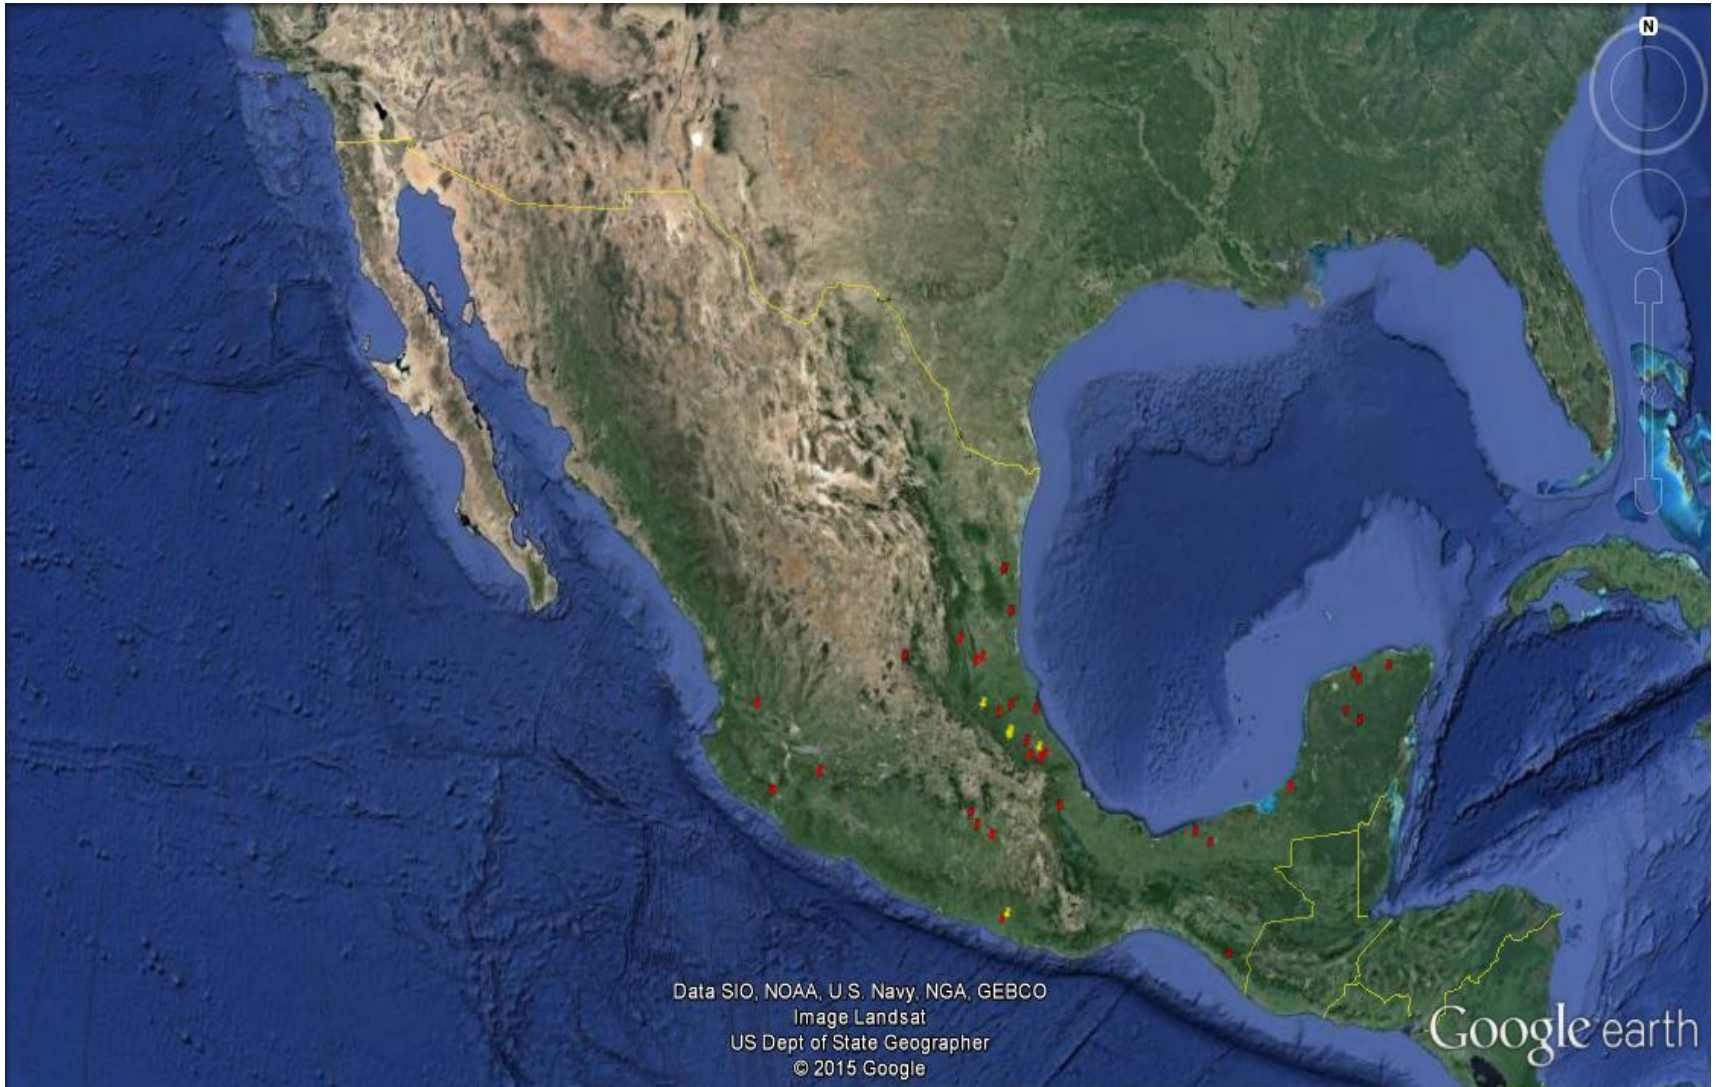 N
Data SIO, NOAA, U.S. Navy, NGA, GEBCO
Image Landsat
US Dept of State Geographer
© 2015 Google
Google earth